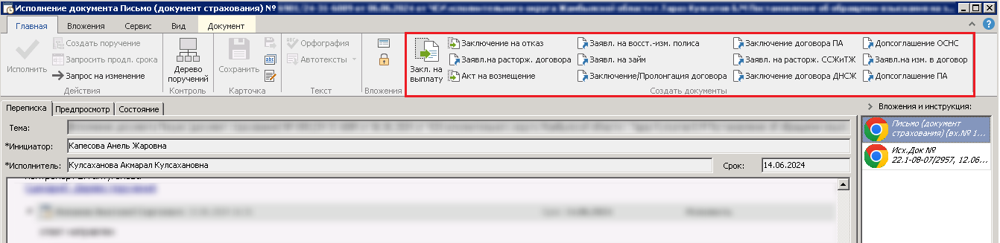 Исполнение документа Письмо (документ страхования) №
Главная Вложения Сервис Вид Документ
Исполнить
Создать поручение
Запросить продл. срока
Запрос на изменение
Действия
Дерево поручений
Контроль
Сохранить
Карточка
Орфография
Автотексты
Текст
Вложения
Закл. на выплату
Заключение на отказ
Заявл.на расторж. договора
Акт на возмещение
Заявл. на восст.-изм. полиса
Заявл. на займ
Заключение/Пролонгация договора
Заключение договора ПА
Заявл. на расторж. ССЖиТЖ
Заключение договора ДНСЖ
Допсоглашение ОСНС
Заявл.на изм. в договор
Допсоглашение ПА
Создать документы
Переписка Предпросмотр Состояние
Тема:
*Инициатор: Капесова Анель Жаровна
*Исполнитель: Кулсаханова Акмарал Кулсахановна Срок: 14.06.2024
Вложения и инструкция:
Письмо (документ
страхования) (вх.№ 1...
Исх.Док №
22.1-08-07/2957, 12.06...